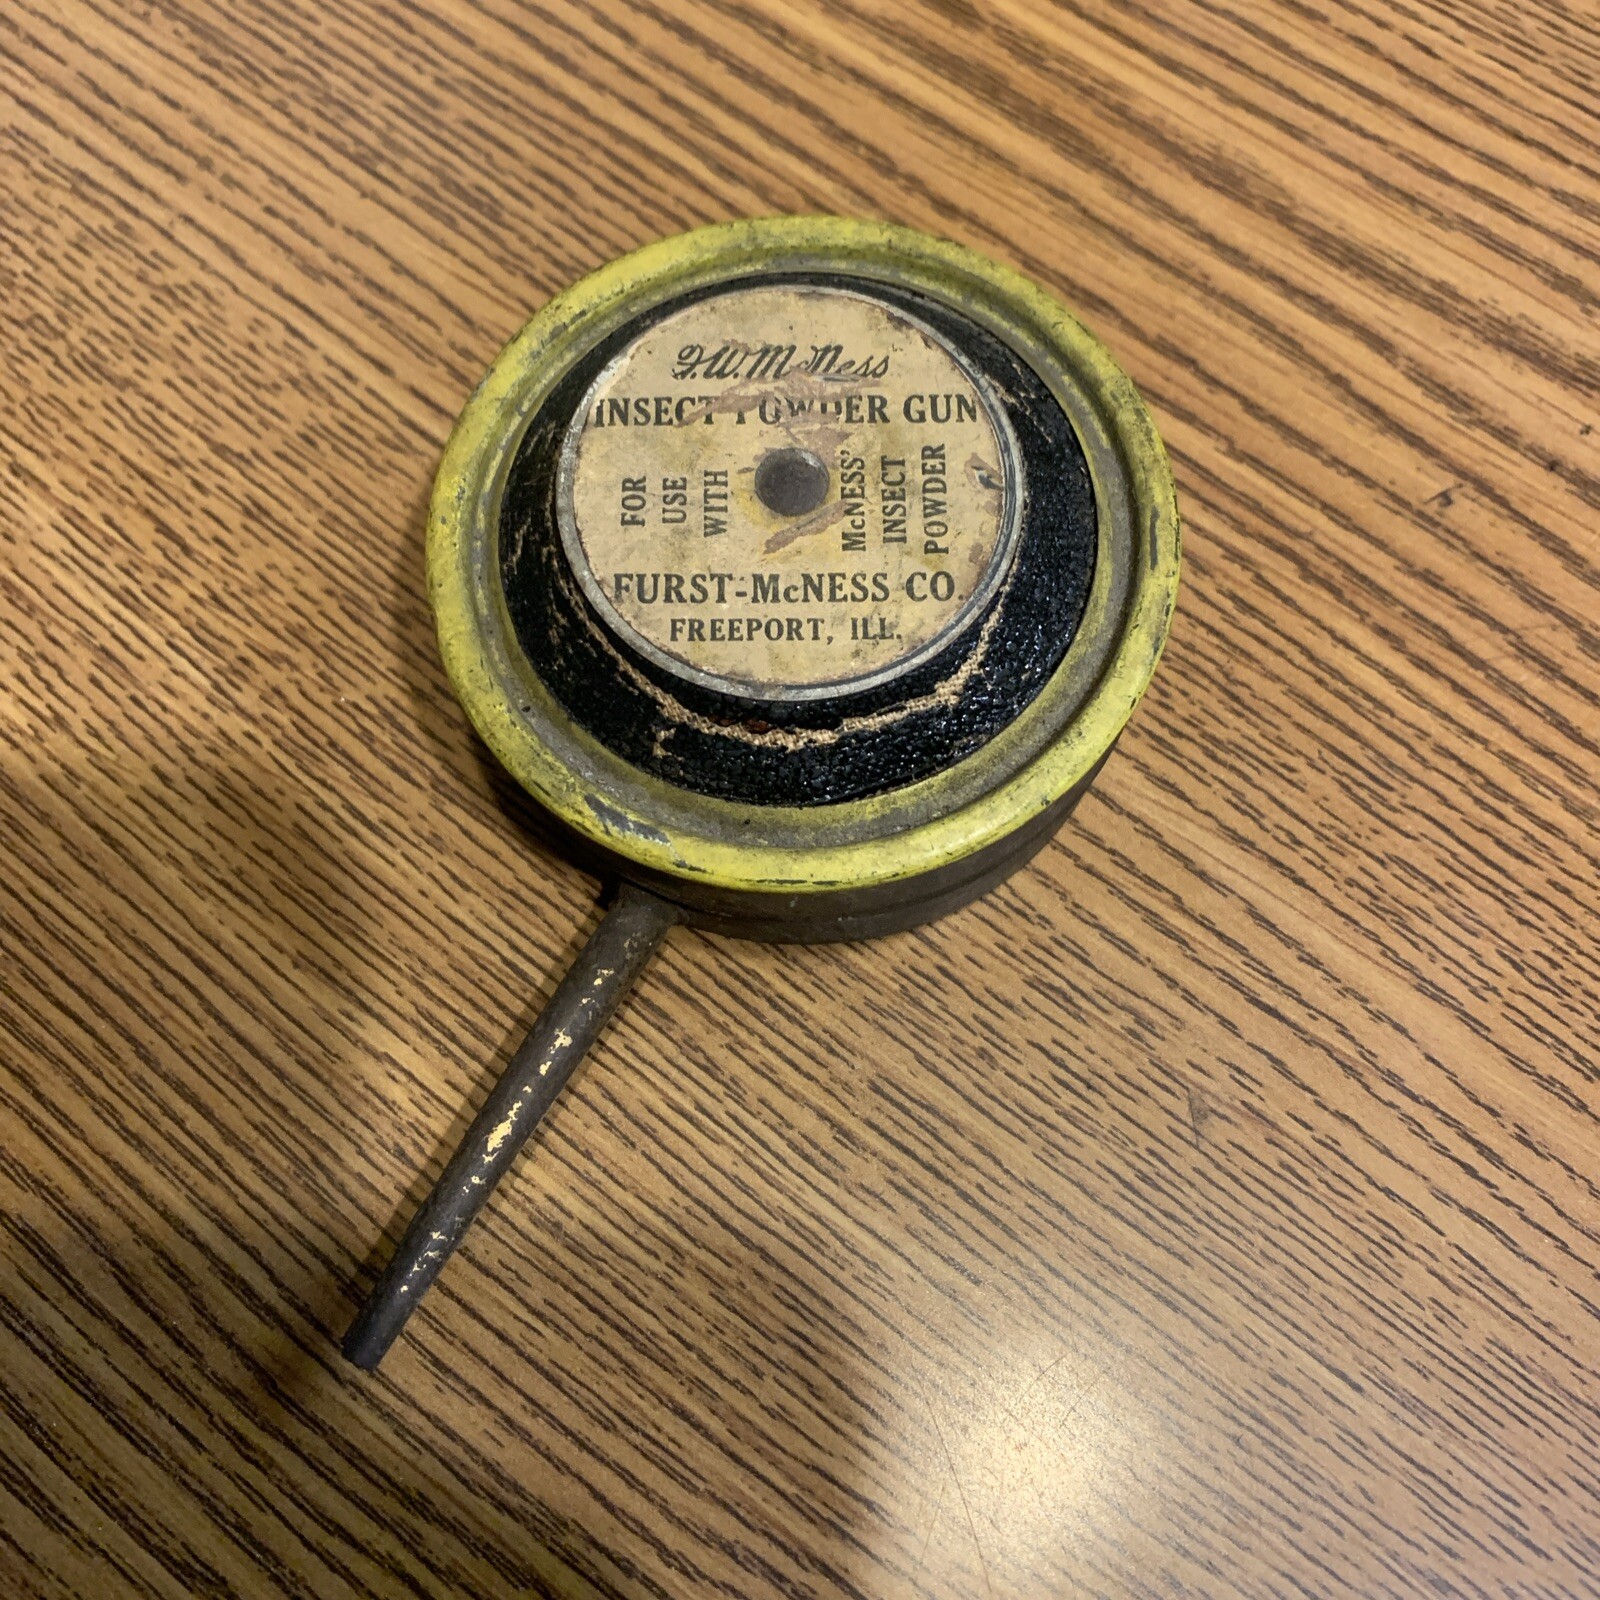 F.W. McNess
INSECT POWDER GUN
FOR
USE
WITH
McNESS'
INSECT
POWDER
FURST-McNESS CO.
FREEPORT, ILL.